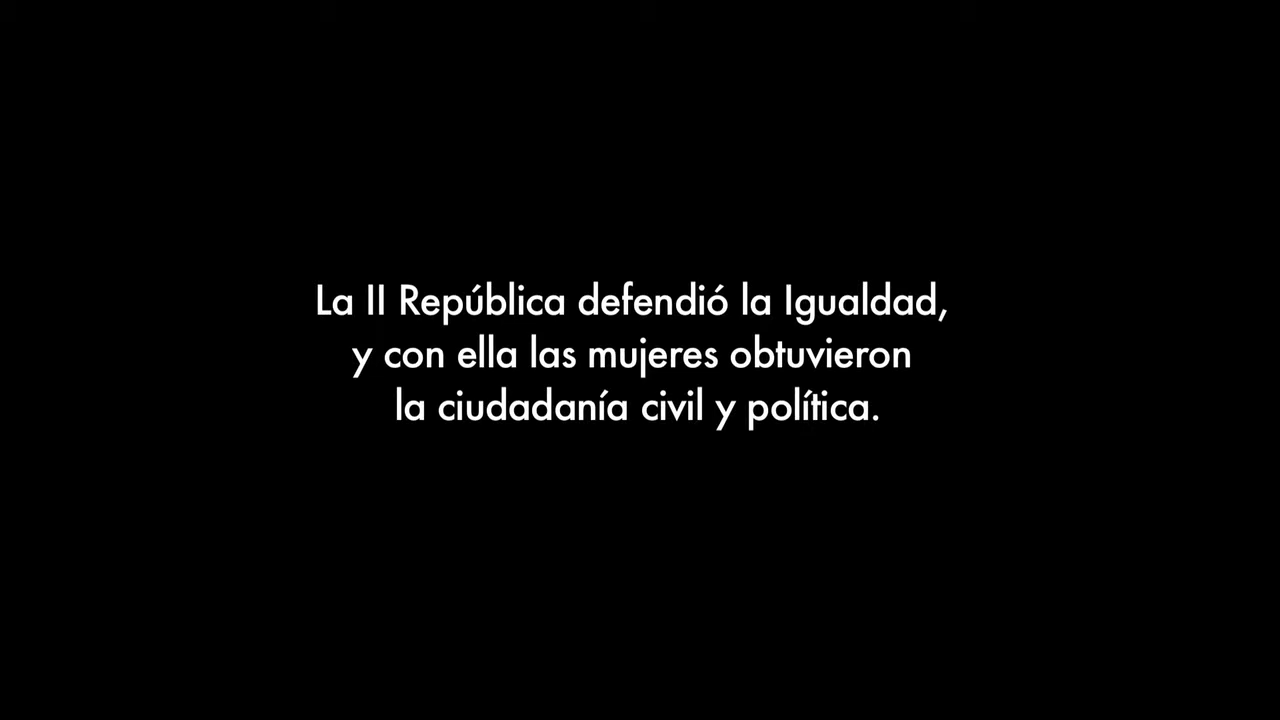 La II República defendió la Igualdad,
y con ella las mujeres obtuvieron
la ciudadanía civil y política.